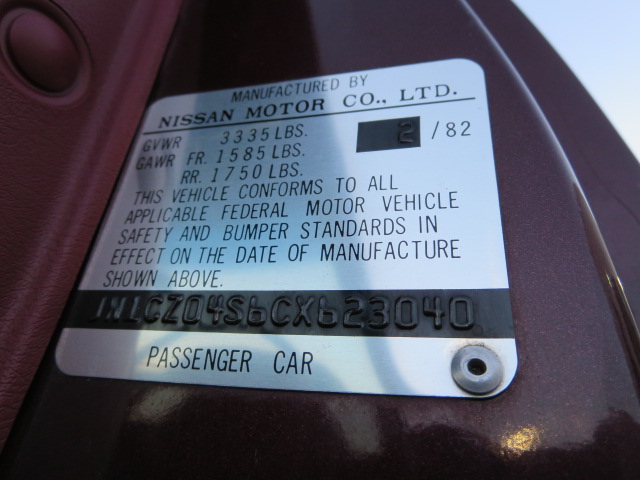 MANUFACTURED BY
NISSAN MOTOR CO., LTD.
GVWR 3335 LBS. 2 / 82
GAWR FR. 1585 LBS.
RR. 1750 LBS.
THIS VEHICLE CONFORMS TO ALL
APPLICABLE FEDERAL MOTOR VEHICLE
SAFETY AND BUMPER STANDARDS IN
EFFECT ON THE DATE OF MANUFACTURE
SHOWN ABOVE.
JN1CZ04S6CX623040
PASSENGER CAR